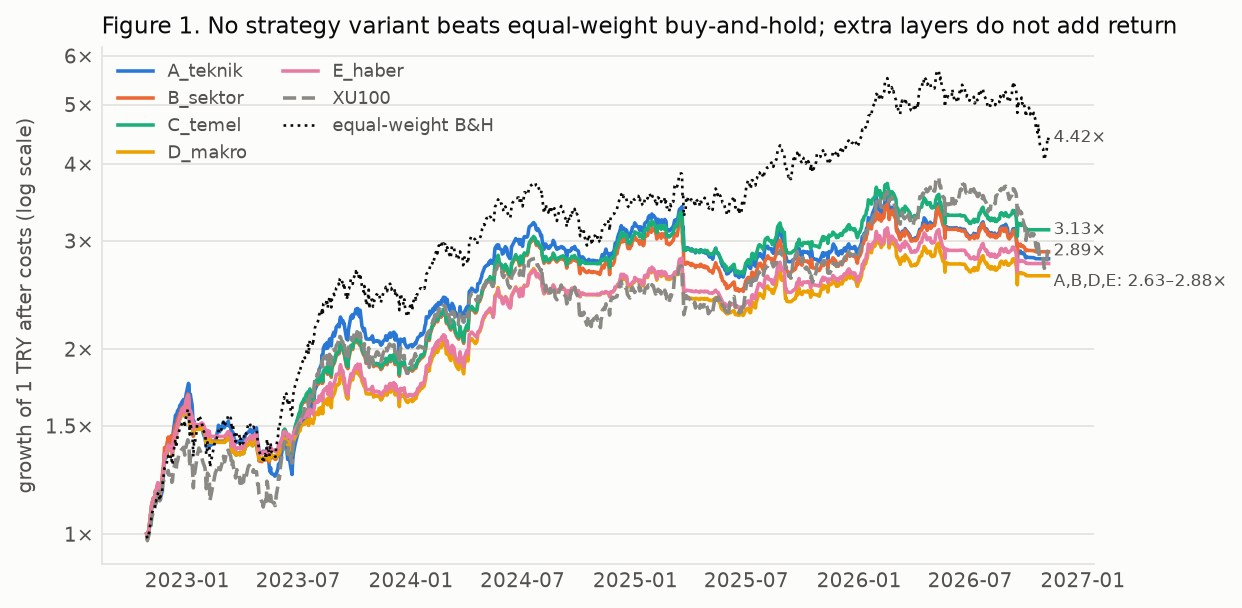 Figure 1. No strategy variant beats equal-weight buy-and-hold; extra layers do not add return
growth of 1 TRY after costs (log scale)
6×
5×
4×
3×
2×
1.5×
1×
A_teknik
B_sektor
C_temel
D_makro
E_haber
XU100
equal-weight B&H
4.42×
3.13×
2.89×
A,B,D,E: 2.63–2.88×
2023-01
2023-07
2024-01
2024-07
2025-01
2025-07
2026-01
2026-07
2027-01